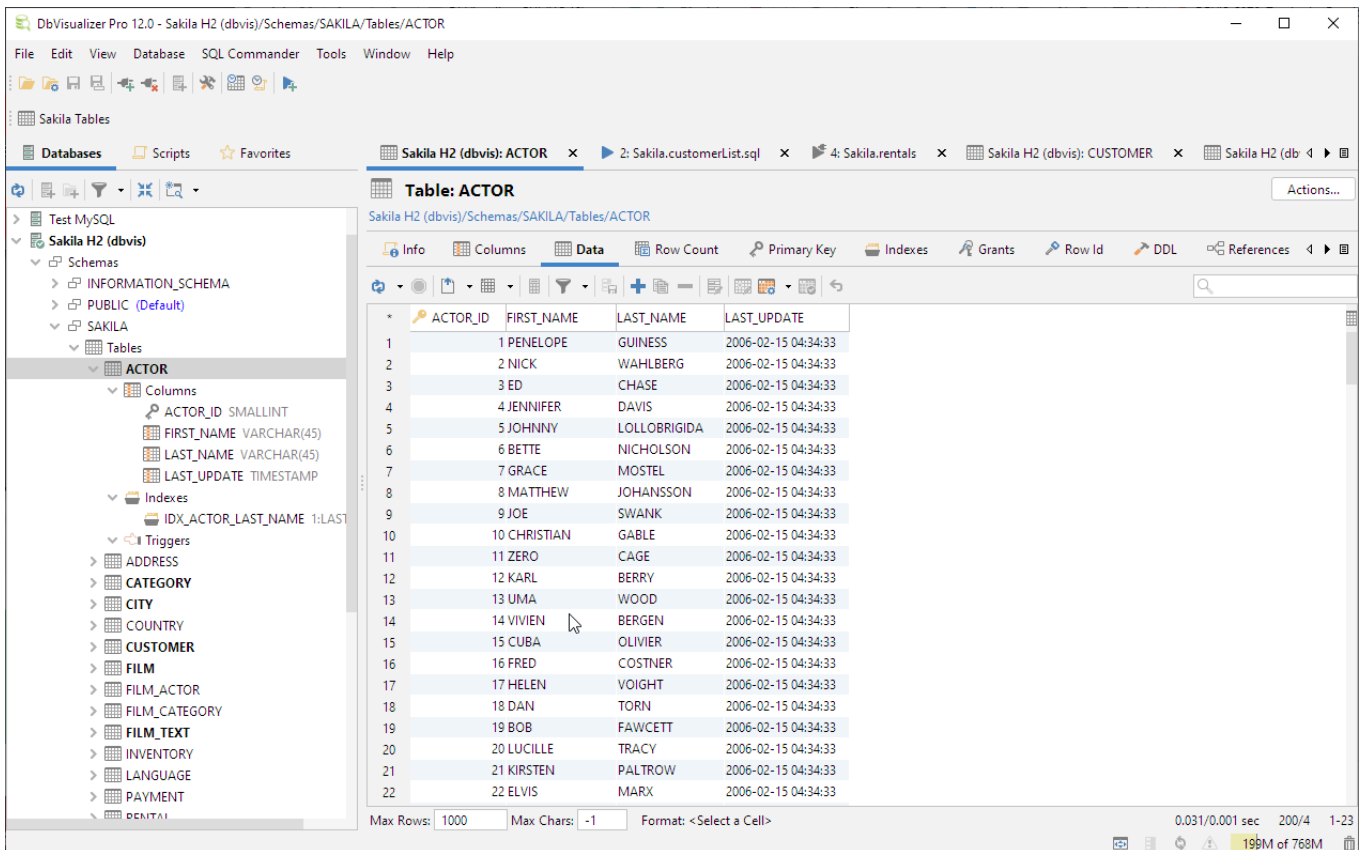 DbVisualizer Pro 12.0 - Sakila H2 (dbvis)/Schemas/SAKILA/Tables/ACTOR
File Edit View Database SQL Commander Tools Window Help
Sakila Tables
Databases Scripts Favorites
Sakila H2 (dbvis): ACTOR 2: Sakila.customerList.sql 4: Sakila.rentals Sakila H2 (dbvis): CUSTOMER Sakila H2 (db
Table: ACTOR Actions...
Sakila H2 (dbvis)/Schemas/SAKILA/Tables/ACTOR
Info Columns Data Row Count Primary Key Indexes Grants Row Id DDL References
Test MySQL
Sakila H2 (dbvis)
Schemas
INFORMATION_SCHEMA
PUBLIC (Default)
SAKILA
Tables
ACTOR
Columns
ACTOR_ID SMALLINT
FIRST_NAME VARCHAR(45)
LAST_NAME VARCHAR(45)
LAST_UPDATE TIMESTAMP
Indexes
IDX_ACTOR_LAST_NAME 1:LAST
Triggers
ADDRESS
CATEGORY
CITY
COUNTRY
CUSTOMER
FILM
FILM_ACTOR
FILM_CATEGORY
FILM_TEXT
INVENTORY
LANGUAGE
PAYMENT
RENTAL
* ACTOR_ID FIRST_NAME LAST_NAME LAST_UPDATE
1 1 PENELOPE GUINESS 2006-02-15 04:34:33
2 2 NICK WAHLBERG 2006-02-15 04:34:33
3 3 ED CHASE 2006-02-15 04:34:33
4 4 JENNIFER DAVIS 2006-02-15 04:34:33
5 5 JOHNNY LOLLOBRIGIDA 2006-02-15 04:34:33
6 6 BETTE NICHOLSON 2006-02-15 04:34:33
7 7 GRACE MOSTEL 2006-02-15 04:34:33
8 8 MATTHEW JOHANSSON 2006-02-15 04:34:33
9 9 JOE SWANK 2006-02-15 04:34:33
10 10 CHRISTIAN GABLE 2006-02-15 04:34:33
11 11 ZERO CAGE 2006-02-15 04:34:33
12 12 KARL BERRY 2006-02-15 04:34:33
13 13 UMA WOOD 2006-02-15 04:34:33
14 14 VIVIEN BERGEN 2006-02-15 04:34:33
15 15 CUBA OLIVIER 2006-02-15 04:34:33
16 16 FRED COSTNER 2006-02-15 04:34:33
17 17 HELEN VOIGHT 2006-02-15 04:34:33
18 18 DAN TORN 2006-02-15 04:34:33
19 19 BOB FAWCETT 2006-02-15 04:34:33
20 20 LUCILLE TRACY 2006-02-15 04:34:33
21 21 KIRSTEN PALTROW 2006-02-15 04:34:33
22 22 ELVIS MARX 2006-02-15 04:34:33
Max Rows: 1000 Max Chars: -1 Format: <Select a Cell> 0.031/0.001 sec 200/4 1-23
199M of 768M